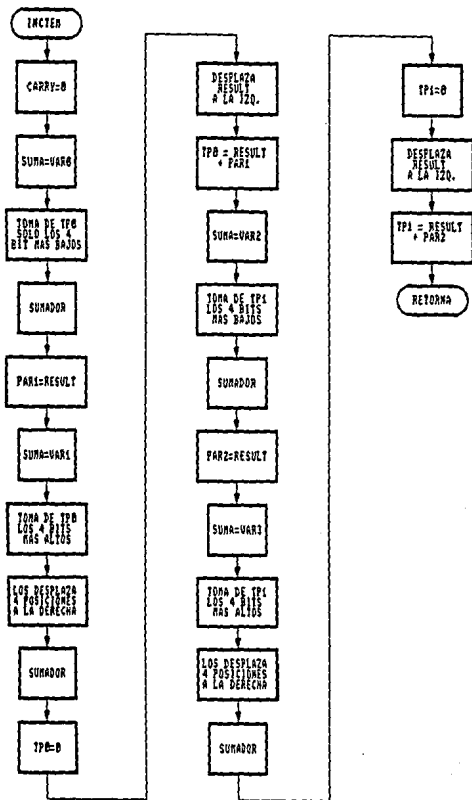 INCTEM
CARRY=0
SUMA=VAR0
TOMA DE TP0
SOLO LOS 4
BIT MAS BAJOS
SUMADOR
PAR1=RESULT
SUMA=VAR1
TOMA DE TP0
LOS 4 BITS
MAS ALTOS
LOS DESPLAZA
4 POSICIONES
A LA DERECHA
SUMADOR
TP0=0
DESPLAZA
RESULT
A LA IZQ.
TP0 = RESULT
+ PAR1
SUMA=VAR2
TOMA DE TP1
LOS 4 BITS
MAS BAJOS
SUMADOR
PAR2=RESULT
SUMA=VAR3
TOMA DE TP1
LOS 4 BITS
MAS ALTOS
LOS DESPLAZA
4 POSICIONES
A LA DERECHA
SUMADOR
TP1=0
DESPLAZA
RESULT
A LA IZQ.
TP1 = RESULT
+ PAR2
RETORNA